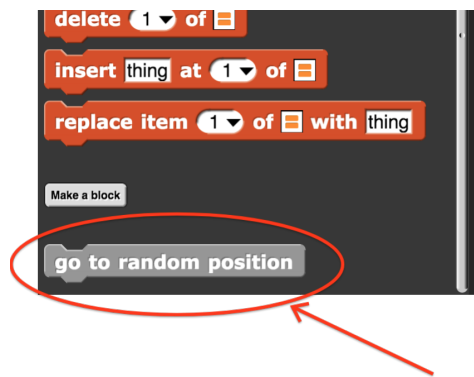 delete 1 of
insert thing at 1 of
replace item 1 of with thing
Make a block
go to random position